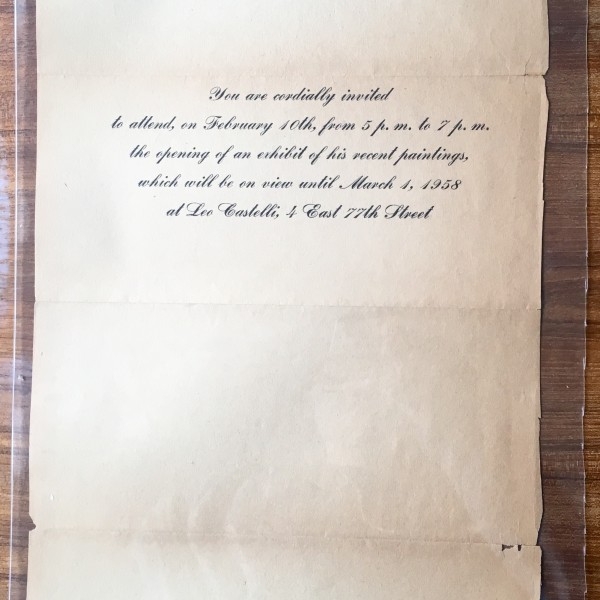 You are cordially invited
to attend, on February 10th, from 5 p. m. to 7 p. m.
the opening of an exhibit of his recent paintings,
which will be on view until March 1, 1958
at Leo Castelli, 4 East 77th Street